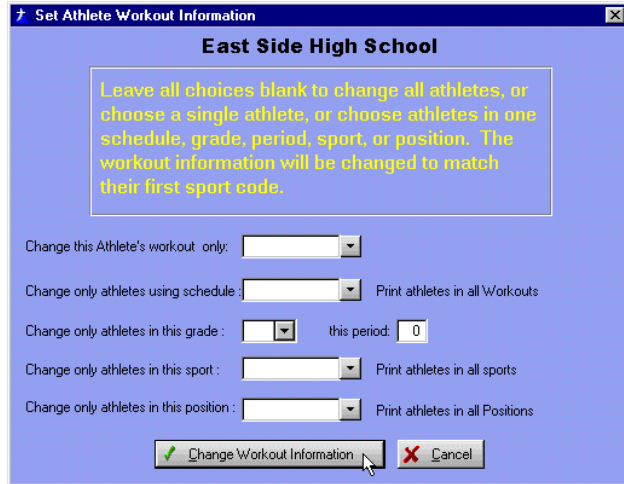 Set Athlete Workout Information
East Side High School
Leave all choices blank to change all athletes, or
choose a single athlete, or choose athletes in one
schedule, grade, period, sport, or position. The
workout information will be changed to match
their first sport code.
Change this Athlete's workout only:
Change only athletes using schedule : Print athletes in all Workouts
Change only athletes in this grade : this period: 0
Change only athletes in this sport : Print athletes in all sports
Change only athletes in this position : Print athletes in all Positions
Change Workout Information Cancel